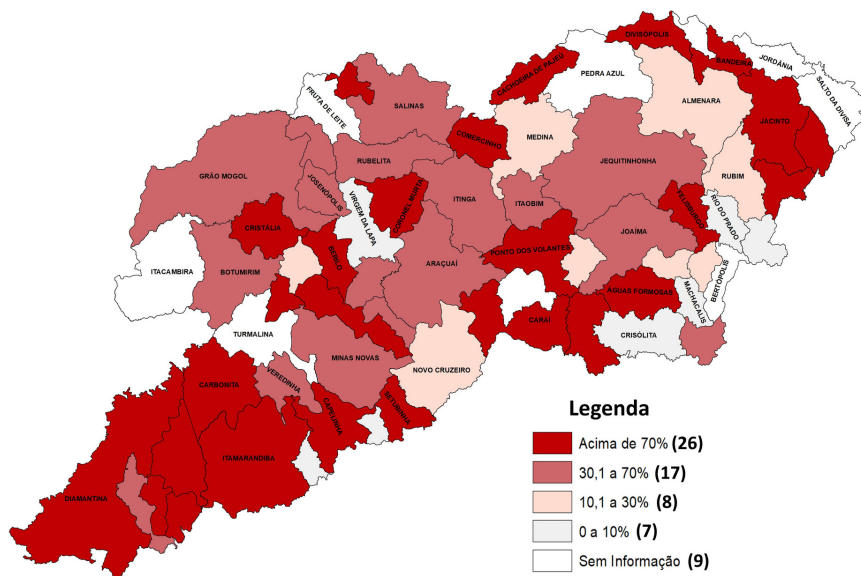 DIVISÓPOLIS
CACHOEIRA DE PAJEÚ
PEDRA AZUL
BANDEIRA
JORDÂNIA
SALTO DA DIVISA
FRUTA DE LEITE
SALINAS
ALMENARA
JACINTO
COMERCINHO
MEDINA
RUBELITA
JEQUITINHONHA
RUBIM
GRÃO MOGOL
JOSENÓPOLIS
VIRGEM DA LAPA
CORONEL MURTA
ITINGA
ITAOBIM
FELISBURGO
RIO DO PRADO
CRISTÁLIA
BERILO
JOAÍMA
ITACAMBIRA
BOTUMIRIM
ARAÇUAÍ
PONTO DOS VOLANTES
ÁGUAS FORMOSAS
MACHACALIS
BERTÓPOLIS
TURMALINA
CARAÍ
CRISÓLITA
MINAS NOVAS
NOVO CRUZEIRO
VEREDINHA
CARBONITA
CAPELINHA
SETUBINHA
ITAMARANDIBA
DIAMANTINA
Legenda
Acima de 70% (26)
30,1 a 70% (17)
10,1 a 30% (8)
0 a 10% (7)
Sem Informação (9)